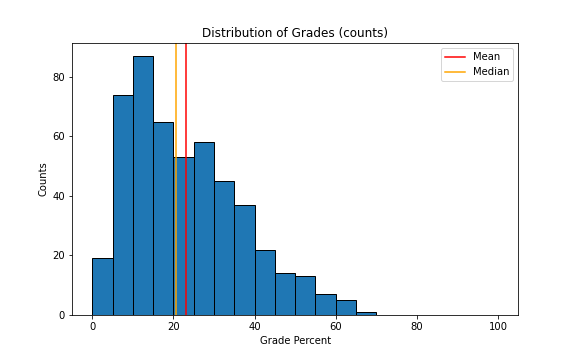 Distribution of Grades (counts)
Mean
Median
80
60
40
20
0
Counts
0 20 40 60 80 100
Grade Percent